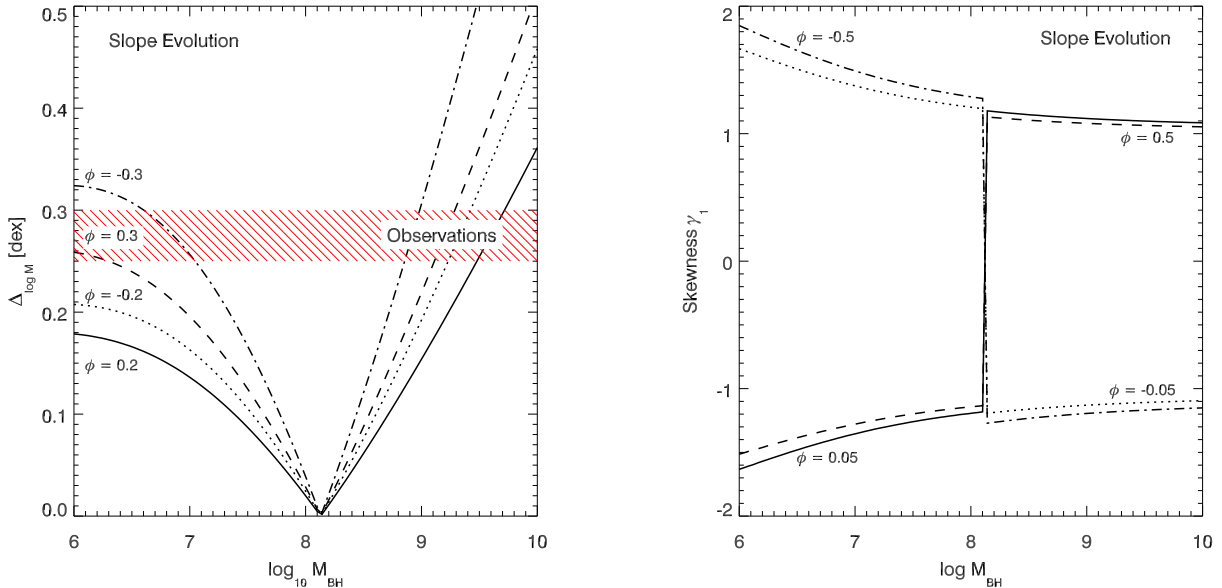 Slope Evolution
0.5
0.4
0.3
0.2
0.1
0.0
Δ_log M [dex]
ϕ = -0.3
ϕ = 0.3
Observations
ϕ = -0.2
ϕ = 0.2
6 7 8 9 10
log₁₀ M_BH
Slope Evolution
2
1
0
-1
-2
Skewness γ₁
ϕ = -0.5
ϕ = 0.5
ϕ = -0.05
ϕ = 0.05
6 7 8 9 10
log M_BH